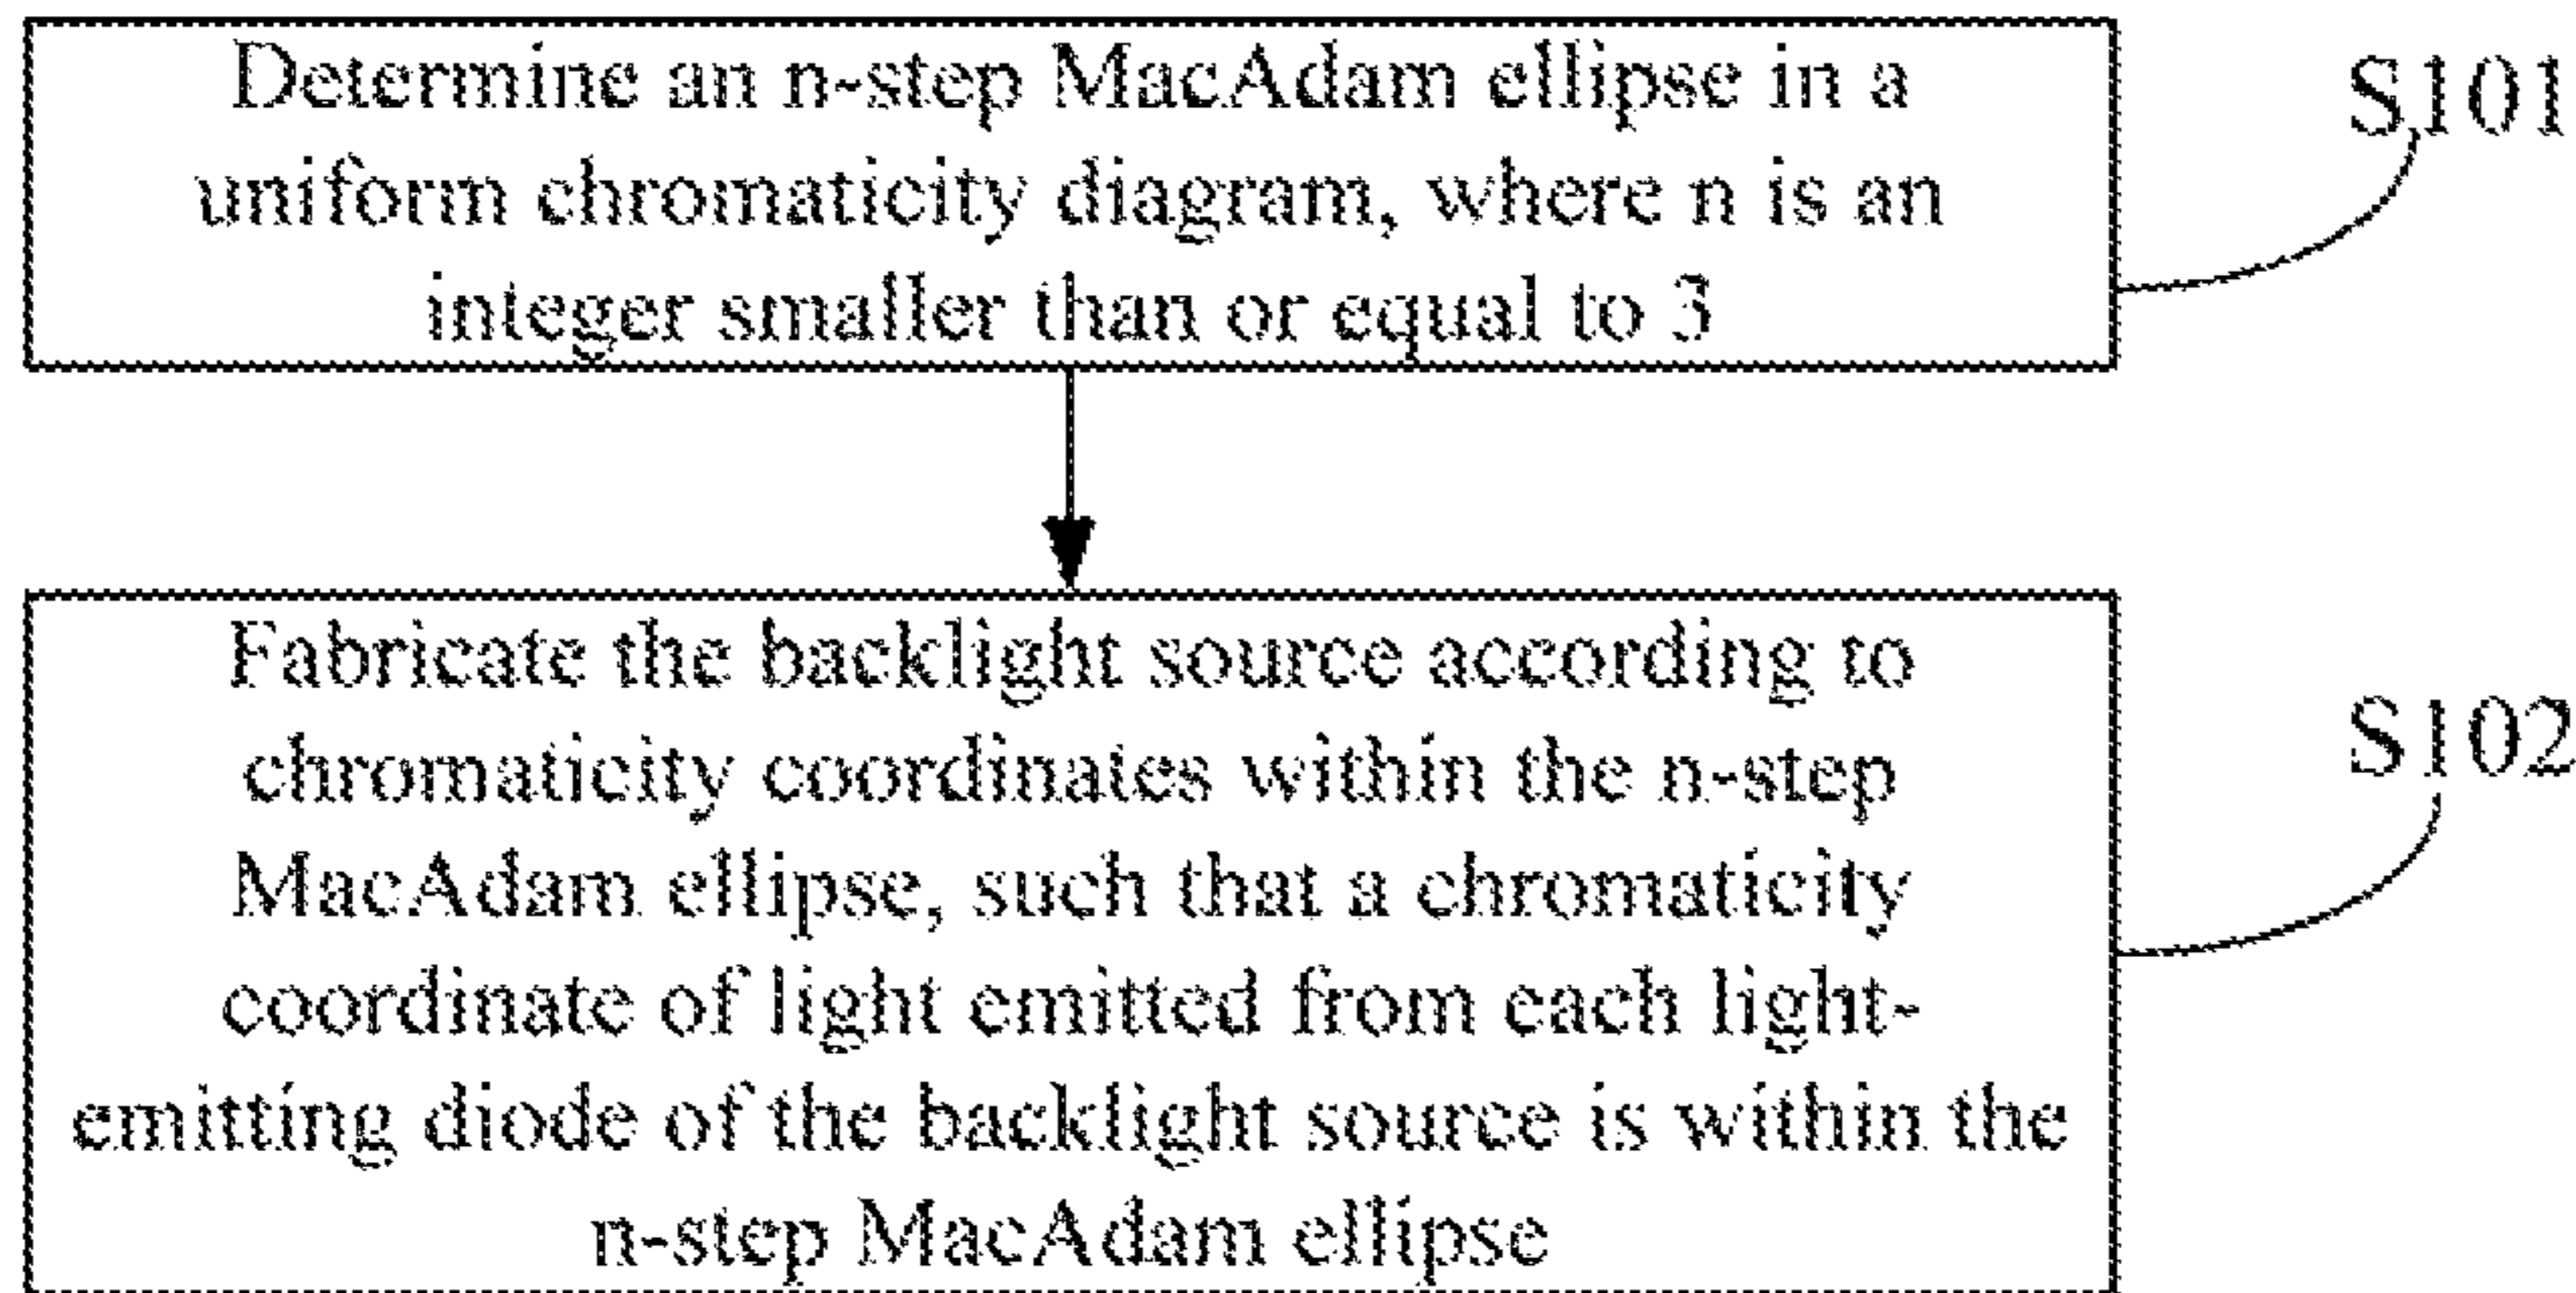 Determine an n-step MacAdam ellipse in a
uniform chromaticity diagram, where n is an
integer smaller than or equal to 3
S101
Fabricate the backlight source according to
chromaticity coordinates within the n-step
MacAdam ellipse, such that a chromaticity
coordinate of light emitted from each light-
emitting diode of the backlight source is within the
n-step MacAdam ellipse
S102